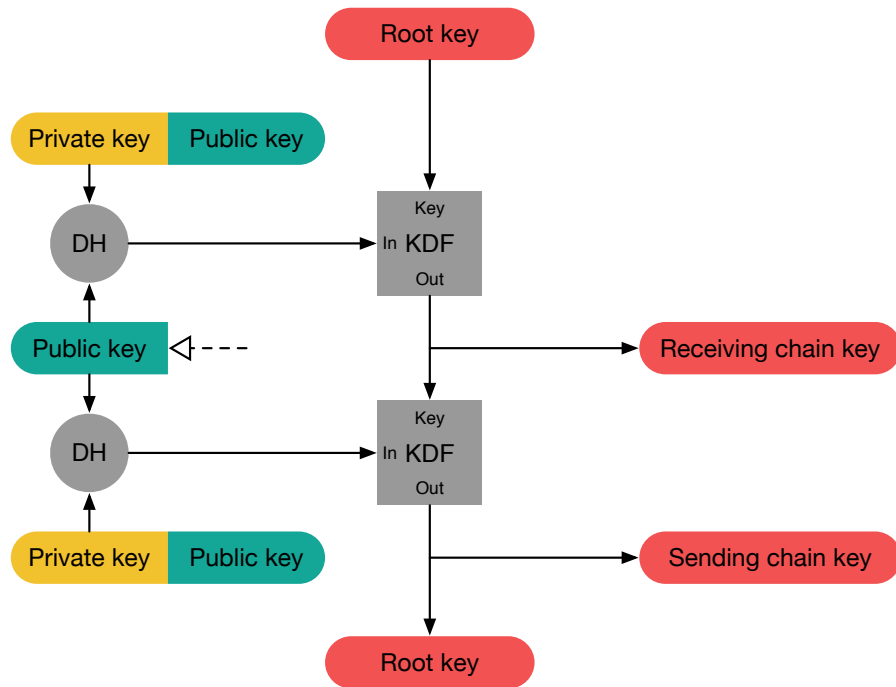 Root key
Private key Public key
Key
DH
In KDF
Out
Public key
Receiving chain key
Key
DH
In KDF
Out
Private key Public key
Sending chain key
Root key